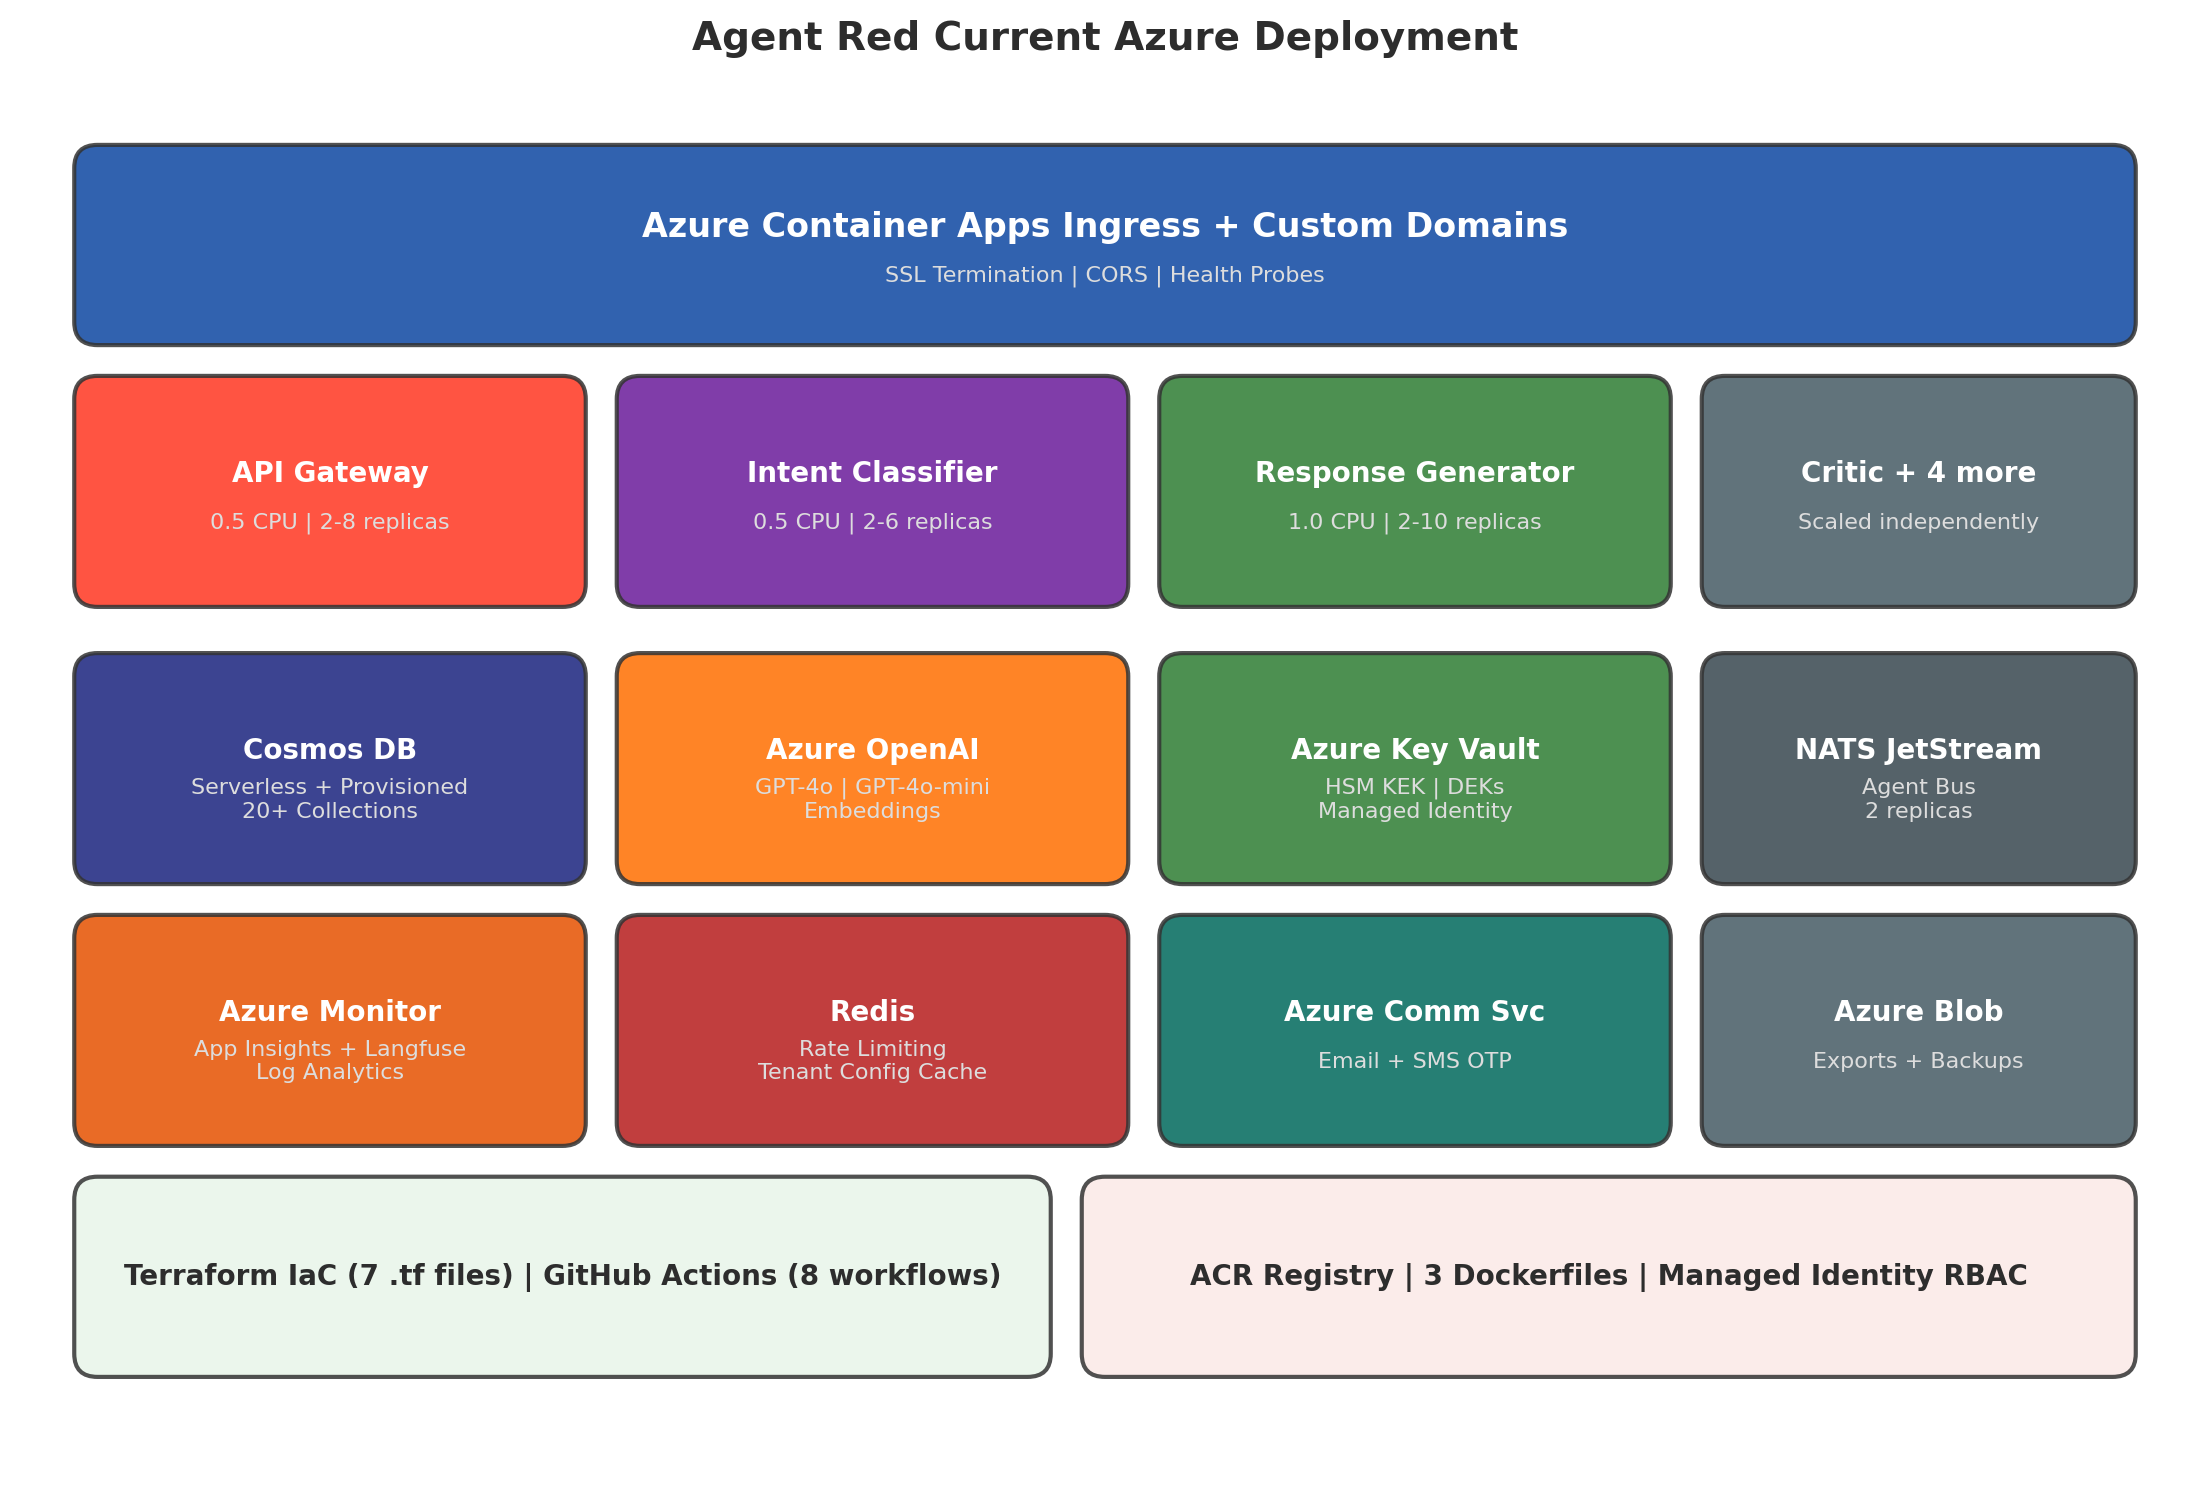 Agent Red Current Azure Deployment
Azure Container Apps Ingress + Custom Domains
SSL Termination | CORS | Health Probes
API Gateway
0.5 CPU | 2-8 replicas
Intent Classifier
0.5 CPU | 2-6 replicas
Response Generator
1.0 CPU | 2-10 replicas
Critic + 4 more
Scaled independently
Cosmos DB
Serverless + Provisioned
20+ Collections
Azure OpenAI
GPT-4o | GPT-4o-mini
Embeddings
Azure Key Vault
HSM KEK | DEKs
Managed Identity
NATS JetStream
Agent Bus
2 replicas
Azure Monitor
App Insights + Langfuse
Log Analytics
Redis
Rate Limiting
Tenant Config Cache
Azure Comm Svc
Email + SMS OTP
Azure Blob
Exports + Backups
Terraform IaC (7 .tf files) | GitHub Actions (8 workflows)
ACR Registry | 3 Dockerfiles | Managed Identity RBAC